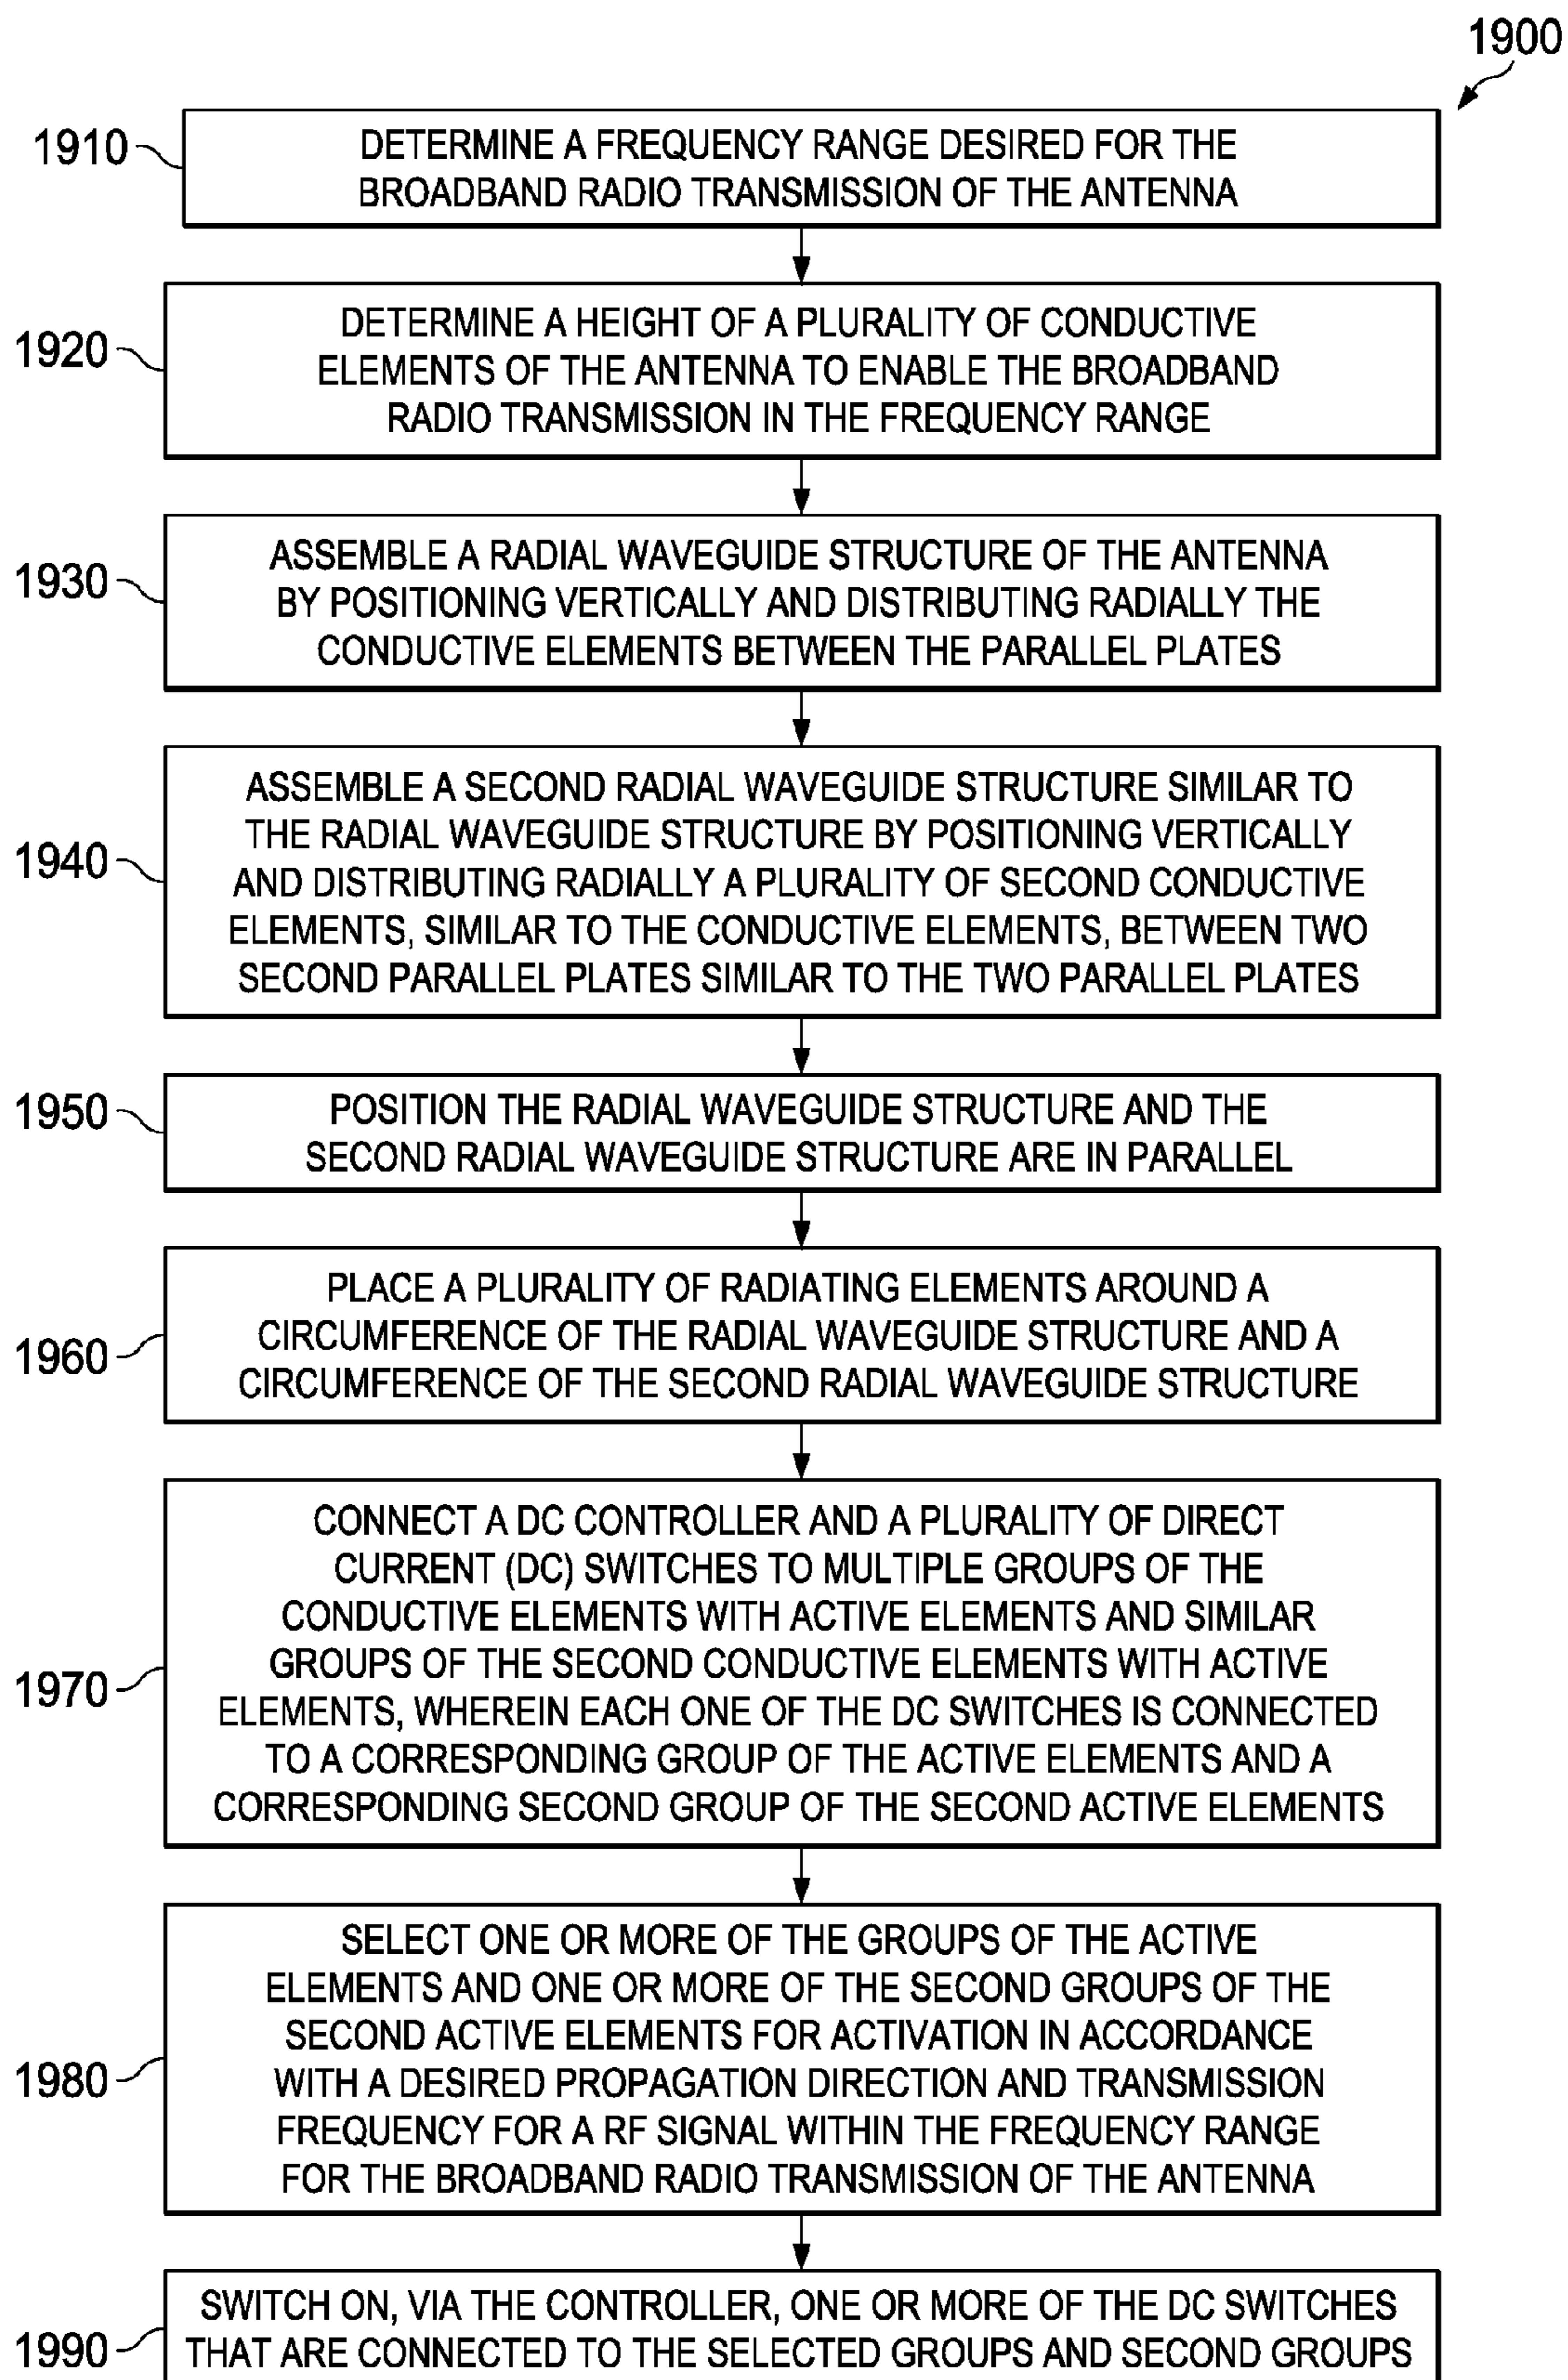 1900
1910
DETERMINE A FREQUENCY RANGE DESIRED FOR THE
BROADBAND RADIO TRANSMISSION OF THE ANTENNA
1920
DETERMINE A HEIGHT OF A PLURALITY OF CONDUCTIVE
ELEMENTS OF THE ANTENNA TO ENABLE THE BROADBAND
RADIO TRANSMISSION IN THE FREQUENCY RANGE
1930
ASSEMBLE A RADIAL WAVEGUIDE STRUCTURE OF THE ANTENNA
BY POSITIONING VERTICALLY AND DISTRIBUTING RADIALLY THE
CONDUCTIVE ELEMENTS BETWEEN THE PARALLEL PLATES
1940
ASSEMBLE A SECOND RADIAL WAVEGUIDE STRUCTURE SIMILAR TO
THE RADIAL WAVEGUIDE STRUCTURE BY POSITIONING VERTICALLY
AND DISTRIBUTING RADIALLY A PLURALITY OF SECOND CONDUCTIVE
ELEMENTS, SIMILAR TO THE CONDUCTIVE ELEMENTS, BETWEEN TWO
SECOND PARALLEL PLATES SIMILAR TO THE TWO PARALLEL PLATES
1950
POSITION THE RADIAL WAVEGUIDE STRUCTURE AND THE
SECOND RADIAL WAVEGUIDE STRUCTURE ARE IN PARALLEL
1960
PLACE A PLURALITY OF RADIATING ELEMENTS AROUND A
CIRCUMFERENCE OF THE RADIAL WAVEGUIDE STRUCTURE AND A
CIRCUMFERENCE OF THE SECOND RADIAL WAVEGUIDE STRUCTURE
1970
CONNECT A DC CONTROLLER AND A PLURALITY OF DIRECT
CURRENT (DC) SWITCHES TO MULTIPLE GROUPS OF THE
CONDUCTIVE ELEMENTS WITH ACTIVE ELEMENTS AND SIMILAR
GROUPS OF THE SECOND CONDUCTIVE ELEMENTS WITH ACTIVE
ELEMENTS, WHEREIN EACH ONE OF THE DC SWITCHES IS CONNECTED
TO A CORRESPONDING GROUP OF THE ACTIVE ELEMENTS AND A
CORRESPONDING SECOND GROUP OF THE SECOND ACTIVE ELEMENTS
1980
SELECT ONE OR MORE OF THE GROUPS OF THE ACTIVE
ELEMENTS AND ONE OR MORE OF THE SECOND GROUPS OF THE
SECOND ACTIVE ELEMENTS FOR ACTIVATION IN ACCORDANCE
WITH A DESIRED PROPAGATION DIRECTION AND TRANSMISSION
FREQUENCY FOR A RF SIGNAL WITHIN THE FREQUENCY RANGE
FOR THE BROADBAND RADIO TRANSMISSION OF THE ANTENNA
1990
SWITCH ON, VIA THE CONTROLLER, ONE OR MORE OF THE DC SWITCHES
THAT ARE CONNECTED TO THE SELECTED GROUPS AND SECOND GROUPS